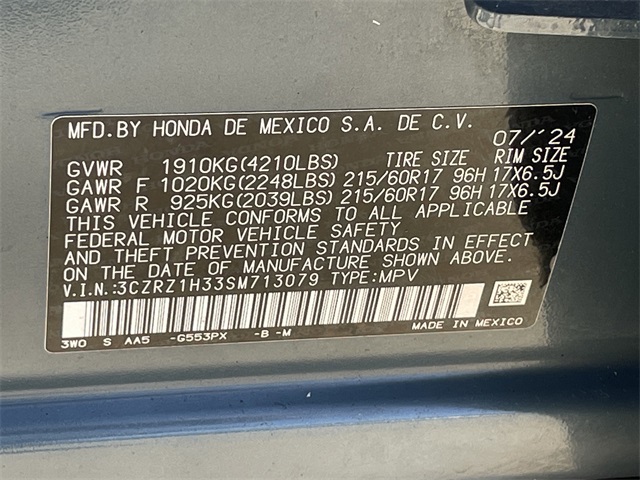 MFD.BY HONDA DE MEXICO S.A. DE C.V. 07/'24
GVWR 1910KG(4210LBS) TIRE SIZE RIM SIZE
GAWR F 1020KG(2248LBS) 215/60R17 96H 17X6.5J
GAWR R 925KG(2039LBS) 215/60R17 96H 17X6.5J
THIS VEHICLE CONFORMS TO ALL APPLICABLE
FEDERAL MOTOR VEHICLE SAFETY
AND THEFT PREVENTION STANDARDS IN EFFECT
ON THE DATE OF MANUFACTURE SHOWN ABOVE.
V.I.N.:3CZRZ1H33SM713079 TYPE:MPV
3WO S AA5 -G553PX -B -M MADE IN MEXICO